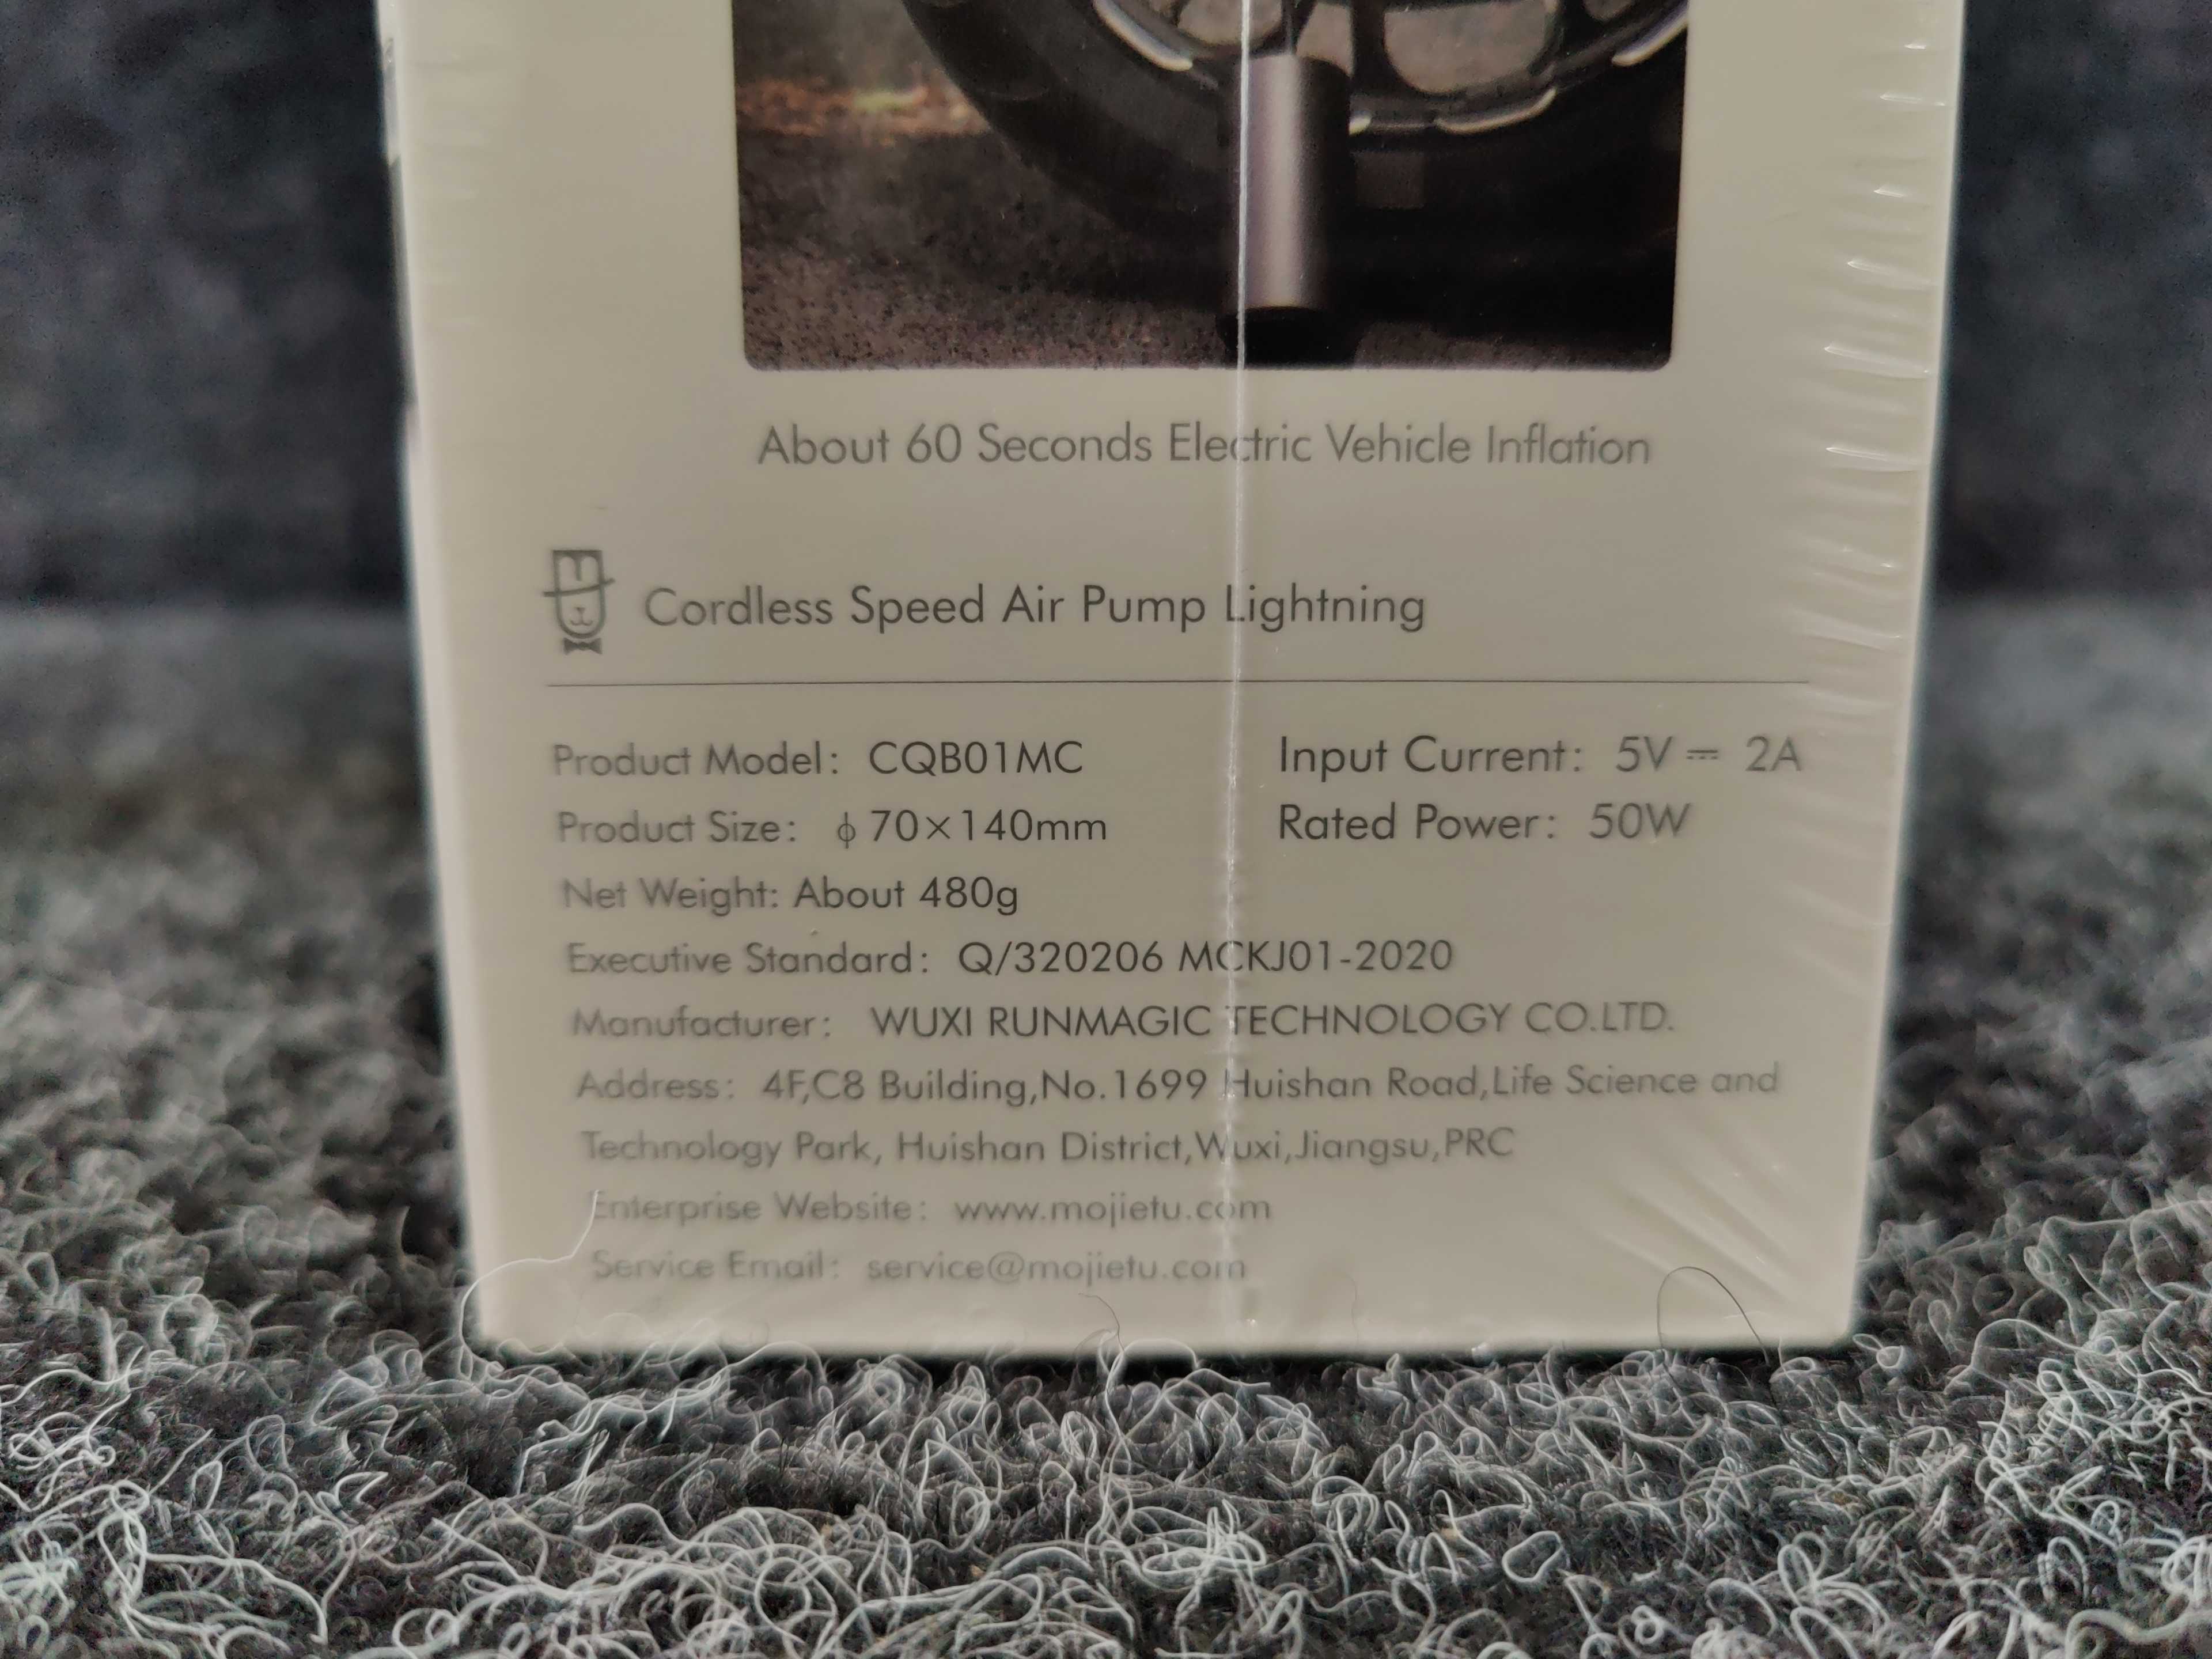 About 60 Seconds Electric Vehicle Inflation
Cordless Speed Air Pump Lightning
Product Model: CQB01MC Input Current: 5V ⎓ 2A
Product Size: ϕ 70×140mm Rated Power: 50W
Net Weight: About 480g
Executive Standard: Q/320206 MCKJ01-2020
Manufacturer: WUXI RUNMAGIC TECHNOLOGY CO.LTD.
Address: 4F,C8 Building,No.1699 Huishan Road,Life Science and
Technology Park, Huishan District,Wuxi,Jiangsu,PRC
Enterprise Website: www.mojietu.com
Service Email: service@mojietu.com